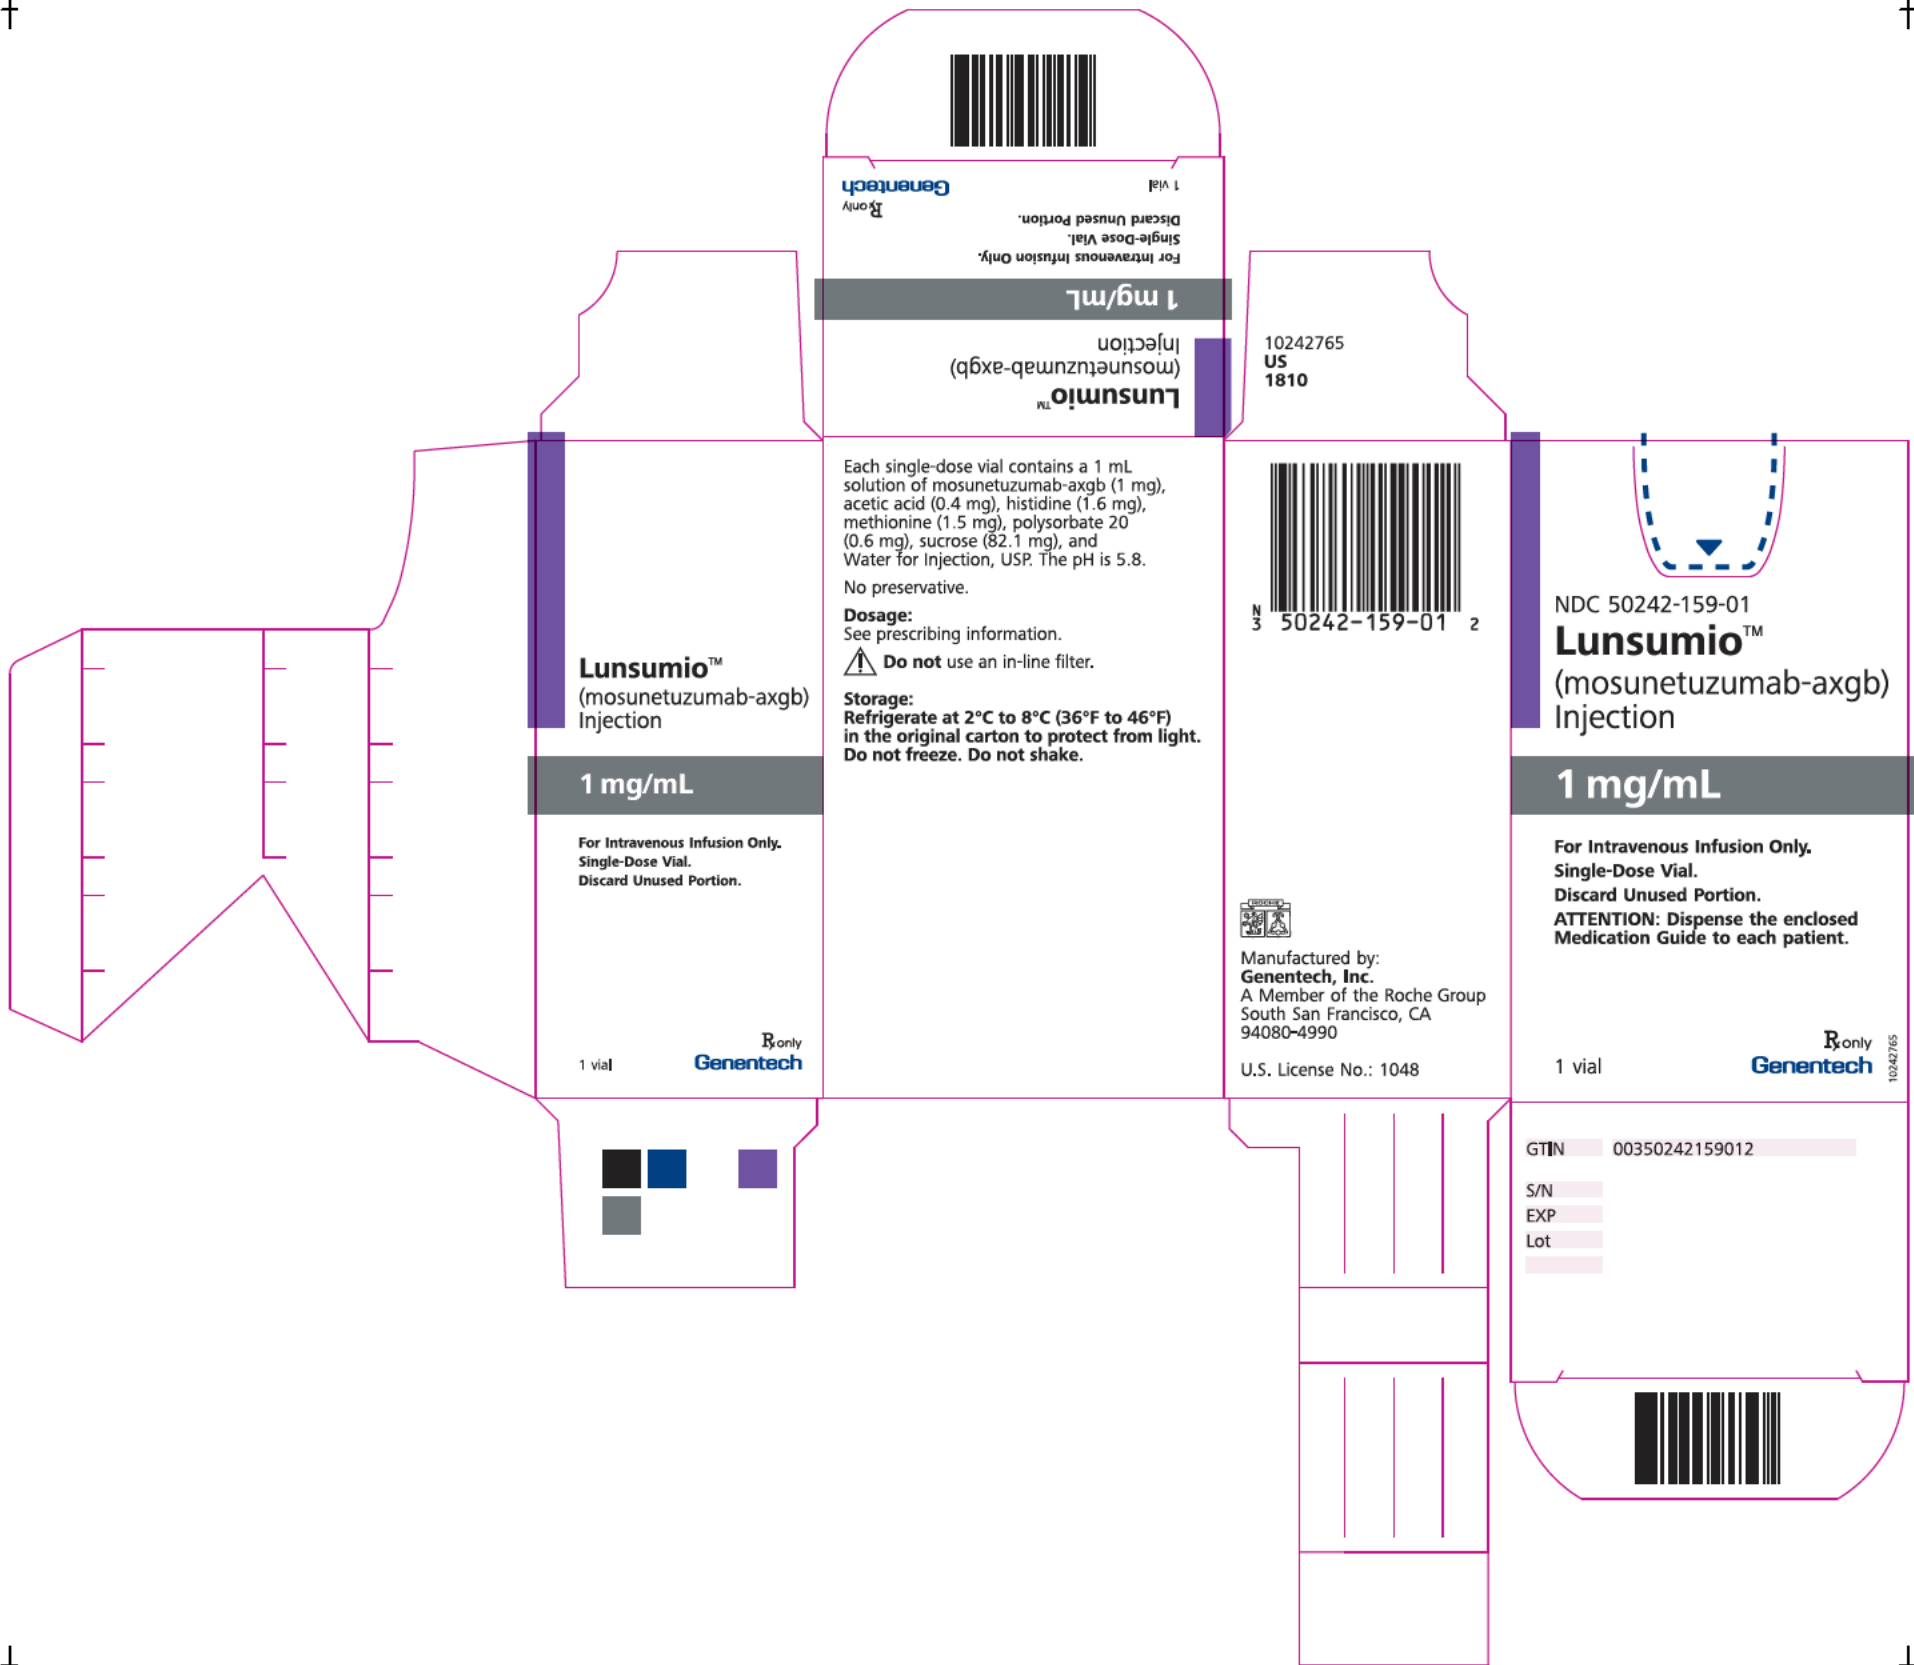 Genentech
1 vial
Rx only
Discard Unused Portion.
Single-Dose Vial.
For Intravenous Infusion Only.
1 mg/mL
Injection
(mosunetuzumab-axgb)
Lunsumio™
10242765
US
1810
Lunsumio™
(mosunetuzumab-axgb)
Injection
1 mg/mL
For Intravenous Infusion Only.
Single-Dose Vial.
Discard Unused Portion.
Rx only
1 vial
Genentech
Each single-dose vial contains a 1 mL
solution of mosunetuzumab-axgb (1 mg),
acetic acid (0.4 mg), histidine (1.6 mg),
methionine (1.5 mg), polysorbate 20
(0.6 mg), sucrose (82.1 mg), and
Water for Injection, USP. The pH is 5.8.
No preservative.
Dosage:
See prescribing information.
Do not use an in-line filter.
Storage:
Refrigerate at 2°C to 8°C (36°F to 46°F)
in the original carton to protect from light.
Do not freeze. Do not shake.
N
3 50242-159-01 2
ROCHE
Manufactured by:
Genentech, Inc.
A Member of the Roche Group
South San Francisco, CA
94080-4990
U.S. License No.: 1048
NDC 50242-159-01
Lunsumio™
(mosunetuzumab-axgb)
Injection
1 mg/mL
For Intravenous Infusion Only.
Single-Dose Vial.
Discard Unused Portion.
ATTENTION: Dispense the enclosed
Medication Guide to each patient.
Rx only
1 vial
Genentech
10242765
GTIN 00350242159012
S/N
EXP
Lot